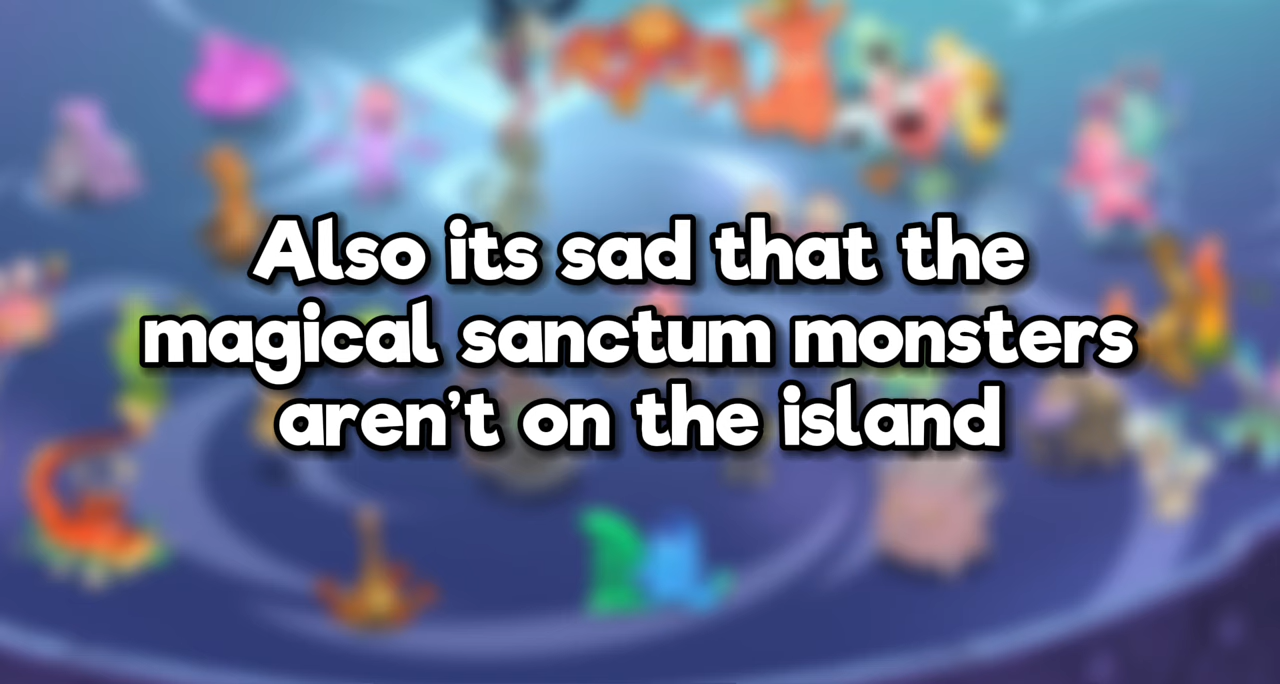 Also its sad that the
magical sanctum monsters
aren't on the island